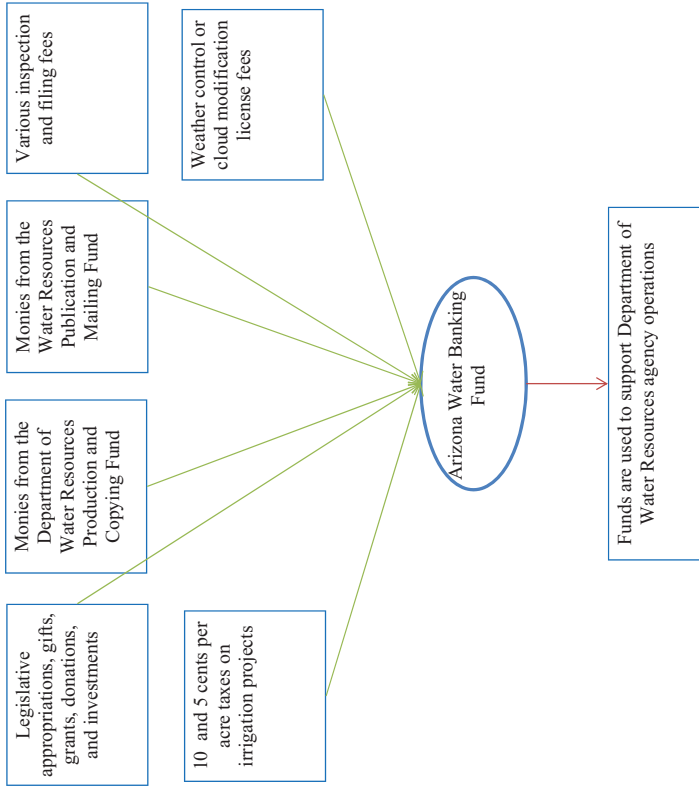 Legislative
appropriations, gifts,
grants, donations,
and investments
Monies from the
Department of
Water Resources
Production and
Copying Fund
Monies from the
Water Resources
Publication and
Mailing Fund
Various inspection
and filing fees
10 and 5 cents per
acre taxes on
irrigation projects
Weather control or
cloud modification
license fees
Arizona Water Banking
Fund
Funds are used to support Department of
Water Resources agency operations